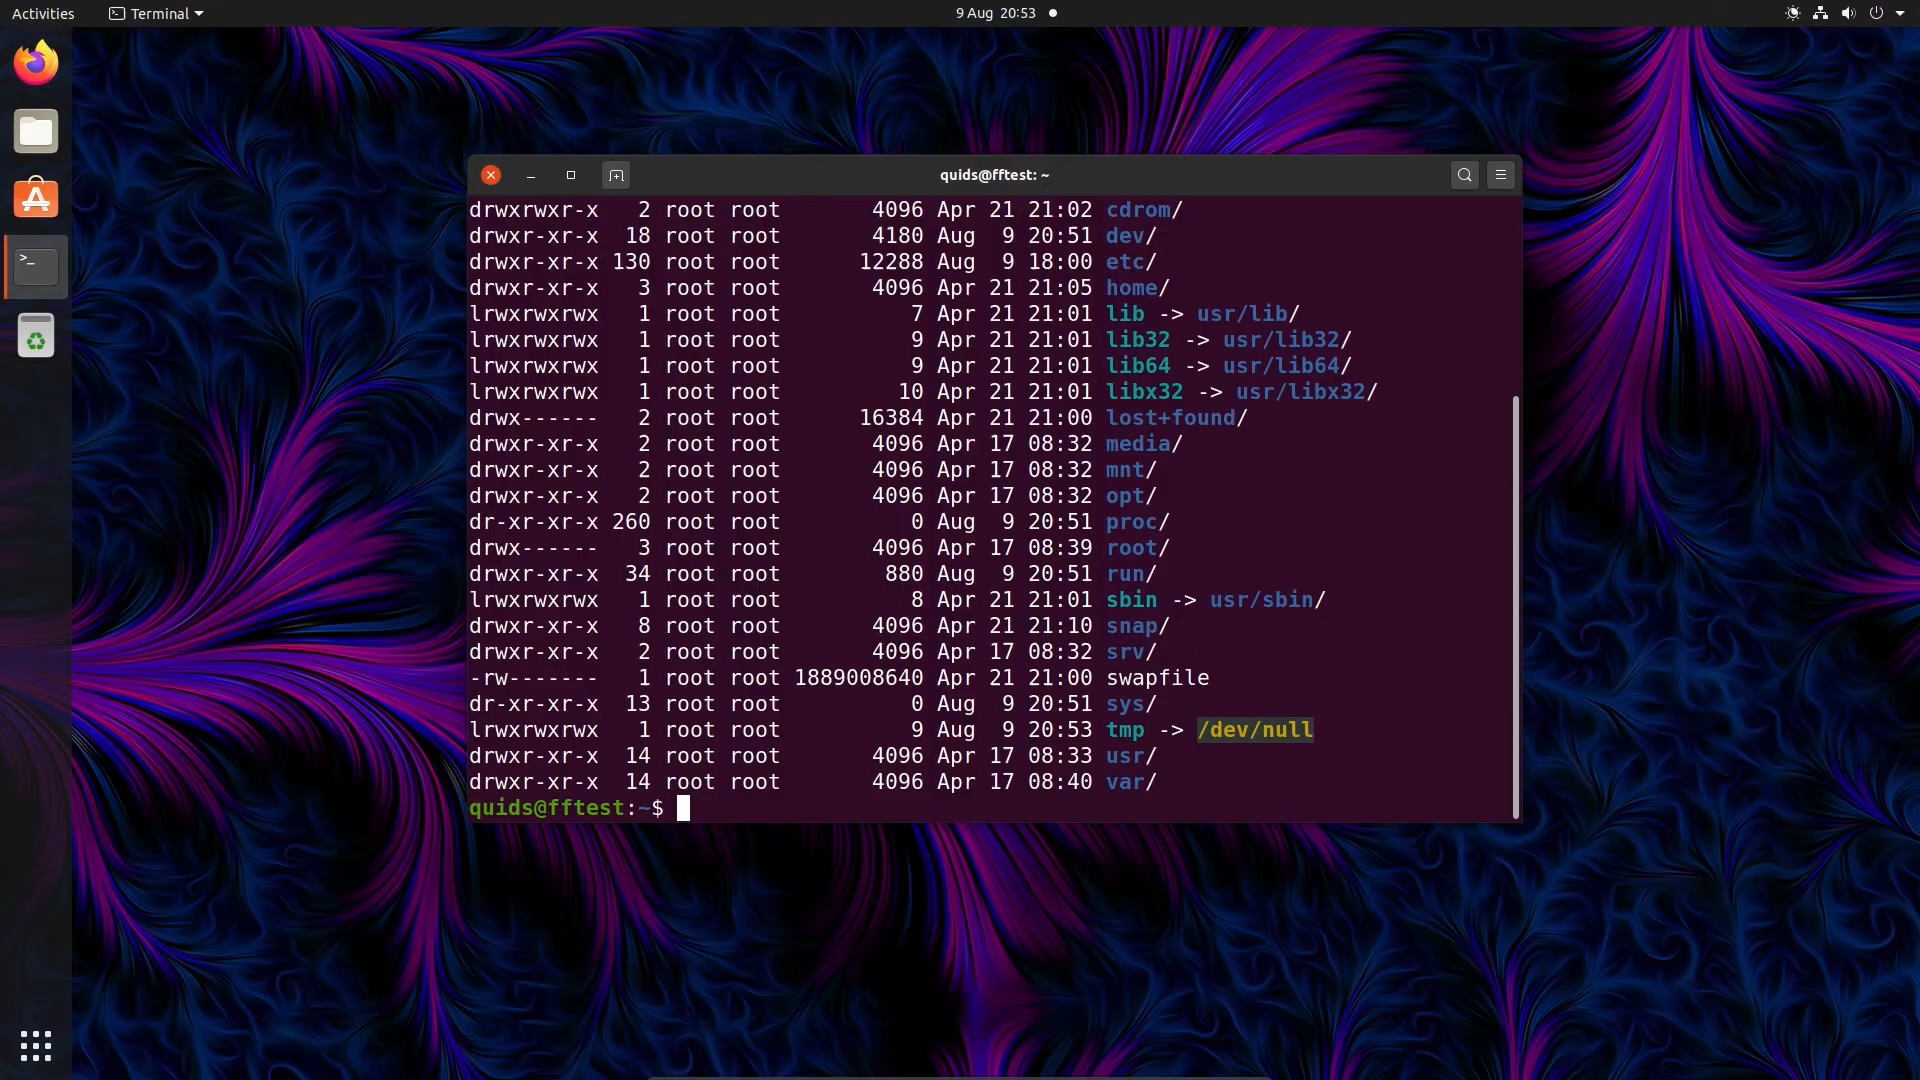 Activities Terminal 9 Aug 20:53
quids@fftest: ~
drwxrwxr-x   2 root root       4096 Apr 21 21:02 cdrom/
drwxr-xr-x  18 root root       4180 Aug  9 20:51 dev/
drwxr-xr-x 130 root root      12288 Aug  9 18:00 etc/
drwxr-xr-x   3 root root       4096 Apr 21 21:05 home/
lrwxrwxrwx   1 root root          7 Apr 21 21:01 lib -> usr/lib/
lrwxrwxrwx   1 root root          9 Apr 21 21:01 lib32 -> usr/lib32/
lrwxrwxrwx   1 root root          9 Apr 21 21:01 lib64 -> usr/lib64/
lrwxrwxrwx   1 root root         10 Apr 21 21:01 libx32 -> usr/libx32/
drwx------   2 root root      16384 Apr 21 21:00 lost+found/
drwxr-xr-x   2 root root       4096 Apr 17 08:32 media/
drwxr-xr-x   2 root root       4096 Apr 17 08:32 mnt/
drwxr-xr-x   2 root root       4096 Apr 17 08:32 opt/
dr-xr-xr-x 260 root root          0 Aug  9 20:51 proc/
drwx------   3 root root       4096 Apr 17 08:39 root/
drwxr-xr-x  34 root root        880 Aug  9 20:51 run/
lrwxrwxrwx   1 root root          8 Apr 21 21:01 sbin -> usr/sbin/
drwxr-xr-x   8 root root       4096 Apr 21 21:10 snap/
drwxr-xr-x   2 root root       4096 Apr 17 08:32 srv/
-rw-------   1 root root 1889008640 Apr 21 21:00 swapfile
dr-xr-xr-x  13 root root          0 Aug  9 20:51 sys/
lrwxrwxrwx   1 root root          9 Aug  9 20:53 tmp -> /dev/null
drwxr-xr-x  14 root root       4096 Apr 17 08:33 usr/
drwxr-xr-x  14 root root       4096 Apr 17 08:40 var/
quids@fftest:~$